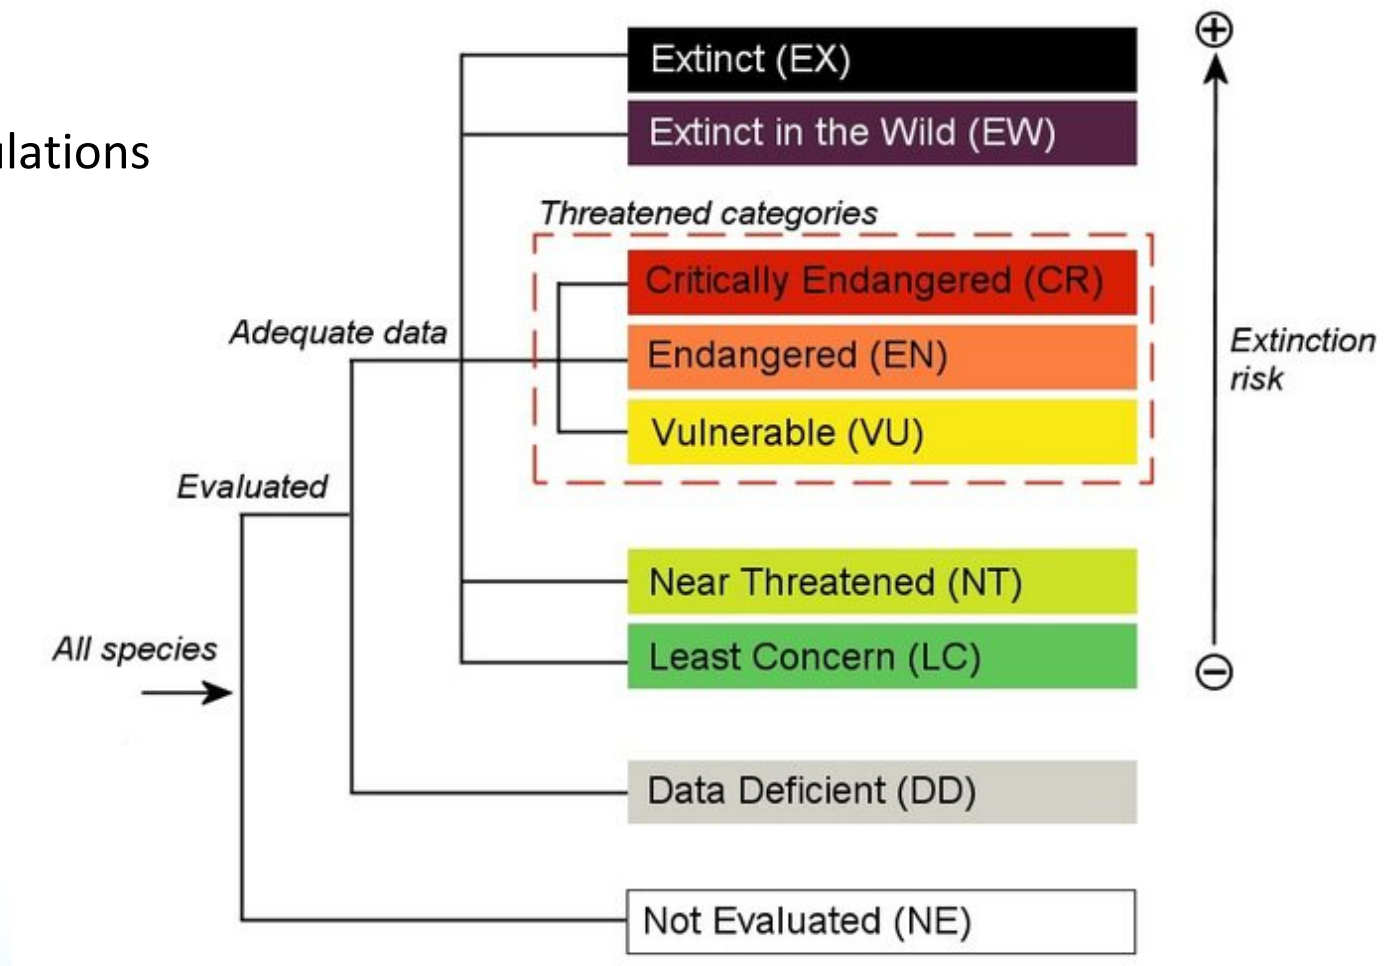 Extinct (EX)
Extinct in the Wild (EW)
Threatened categories
Critically Endangered (CR)
Adequate data
Endangered (EN)
Extinction
risk
Vulnerable (VU)
Evaluated
Near Threatened (NT)
All species
Least Concern (LC)
Data Deficient (DD)
Not Evaluated (NE)